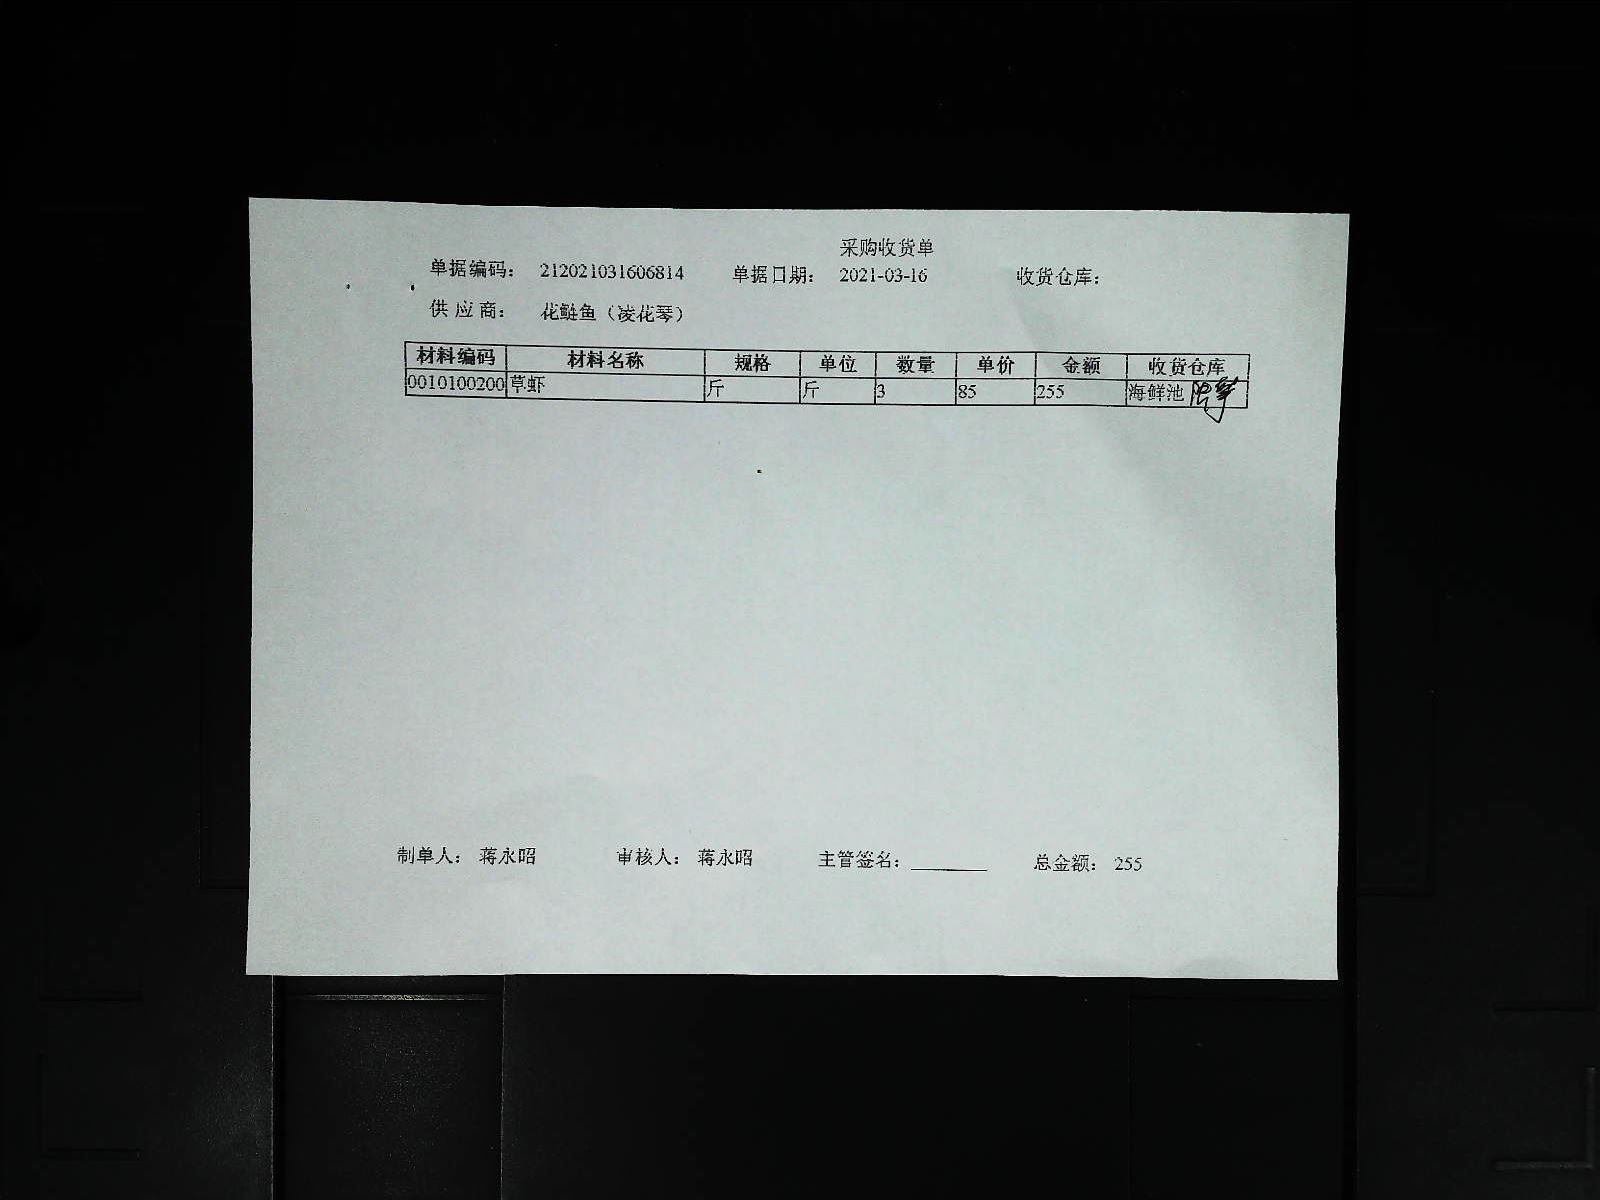 采购收货单
单据编码： 212021031606814 单据日期： 2021-03-16 收货仓库：
供应商： 花鲢鱼（凌花琴）
材料编码 材料名称 规格 单位 数量 单价 金额 收货仓库
0010100200 草虾 斤 斤 3 85 255 海鲜池
制单人： 蒋永昭 审核人： 蒋永昭 主管签名： 总金额： 255